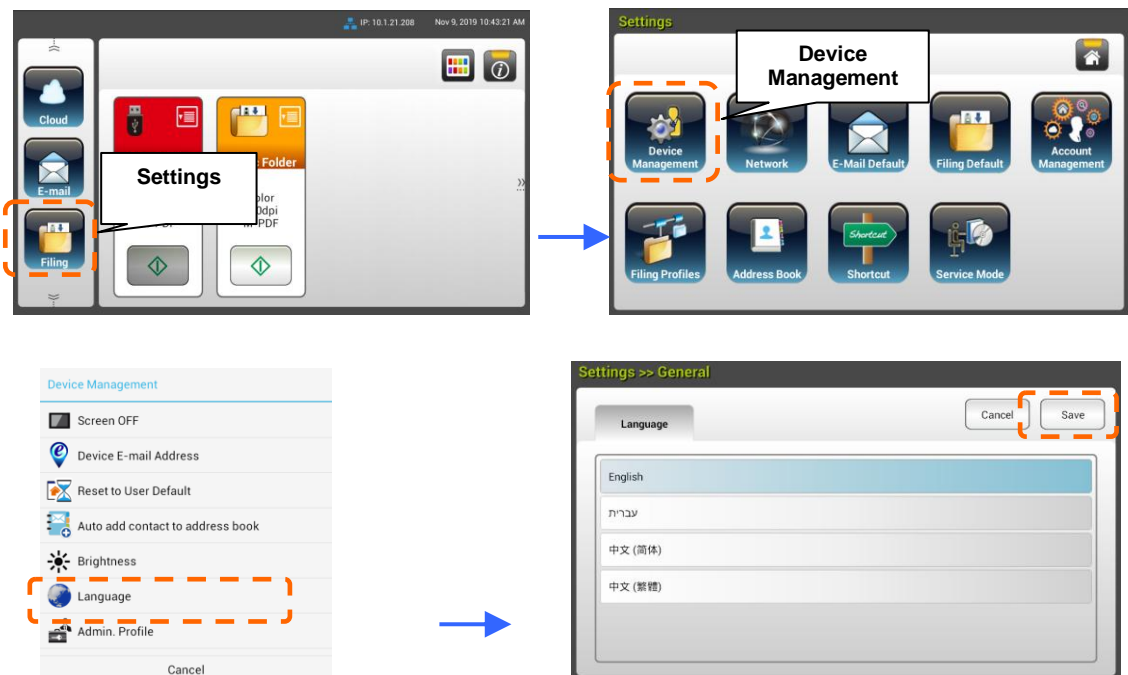 IP: 10.1.21.208 Nov 9, 2019 10:43:21 AM
Cloud
E-mail
Filing
Settings
Folder
0dpi
PDF
Settings
Device
Management
Device
Management
Network
E-Mail Default
Filing Default
Account
Management
Filing Profiles
Address Book
Shortcut
Shortcut
Service Mode
Device Management
Screen OFF
Device E-mail Address
Reset to User Default
Auto add contact to address book
Brightness
Language
Admin. Profile
Cancel
Settings >> General
Language
Cancel
Save
English
עברית
中文 (简体)
中文 (繁體)